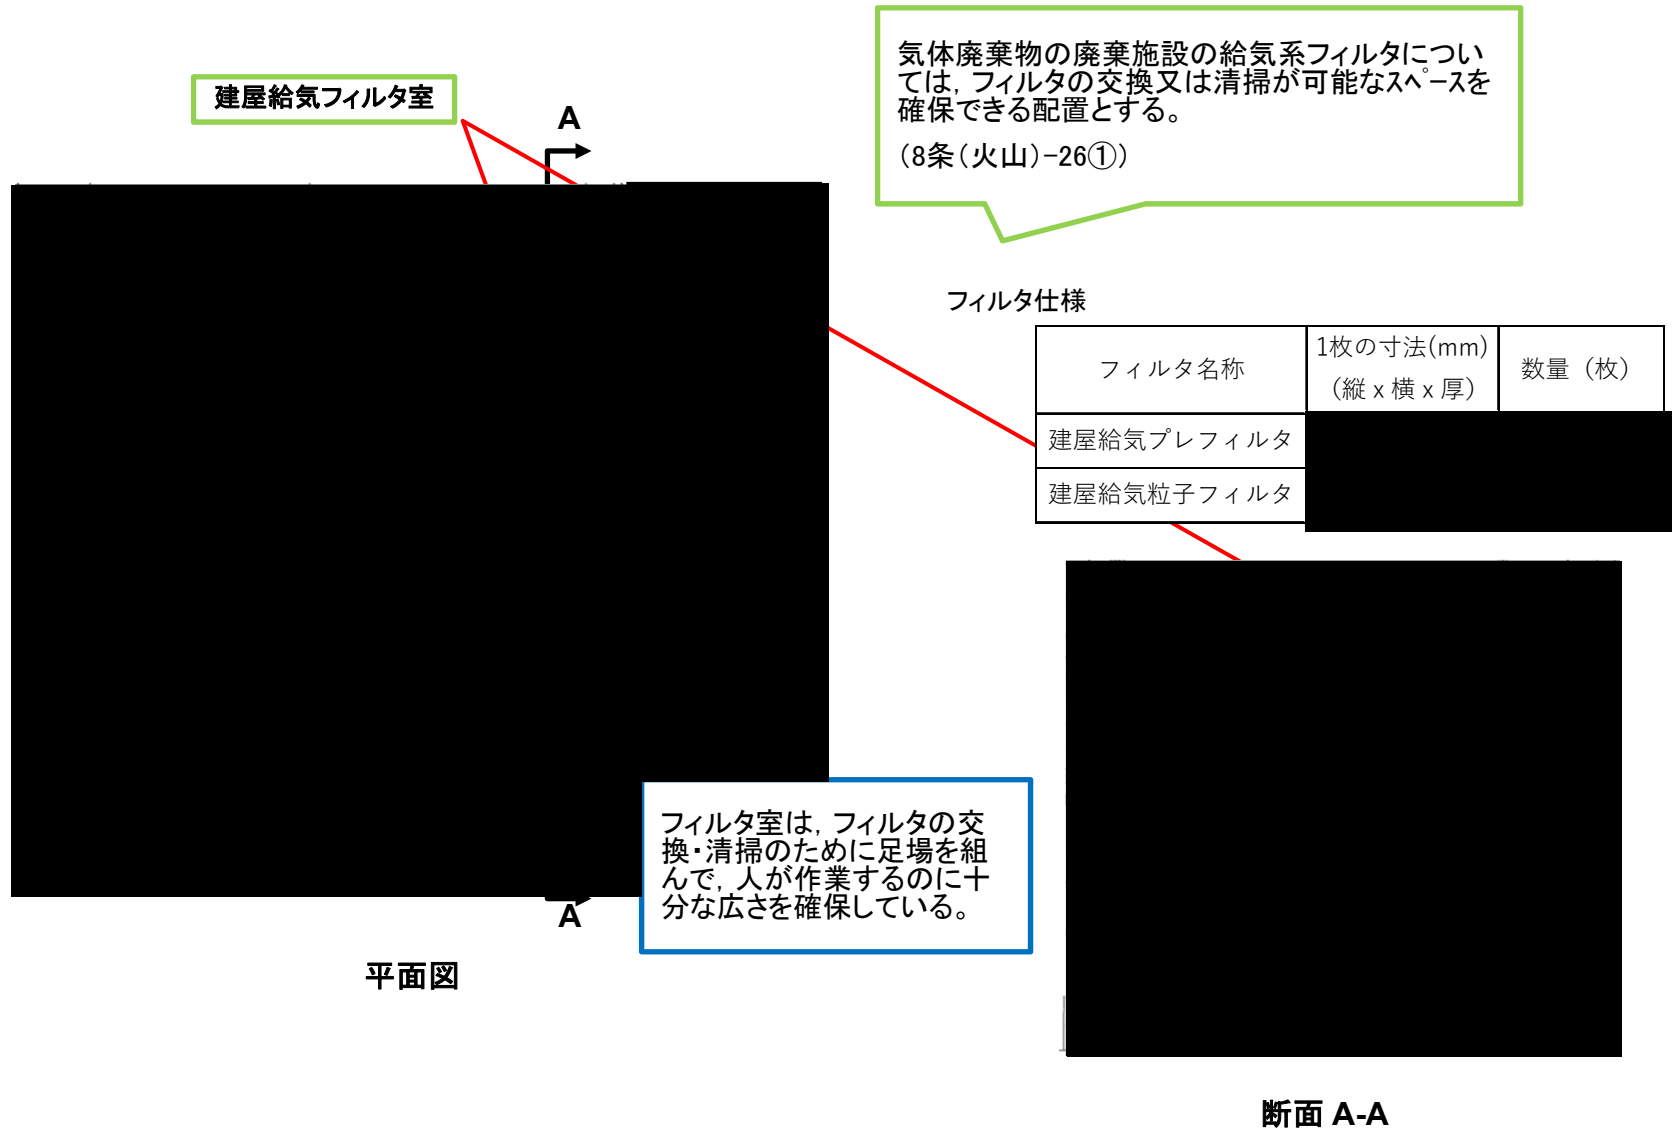 建屋給気フィルタ室
A
気体廃棄物の廃棄施設の給気系フィルタについ
ては，フィルタの交換又は清掃が可能なｽﾍﾟｰｽを
確保できる配置とする。
（8条（火山）-26①）
フィルタ仕様
フィルタ名称
1枚の寸法(mm)
（縦 x 横 x 厚）
数量（枚）
建屋給気プレフィルタ
建屋給気粒子フィルタ
フィルタ室は，フィルタの交
換・清掃のために足場を組
んで，人が作業するのに十
分な広さを確保している。
A
平面図
断面 A-A